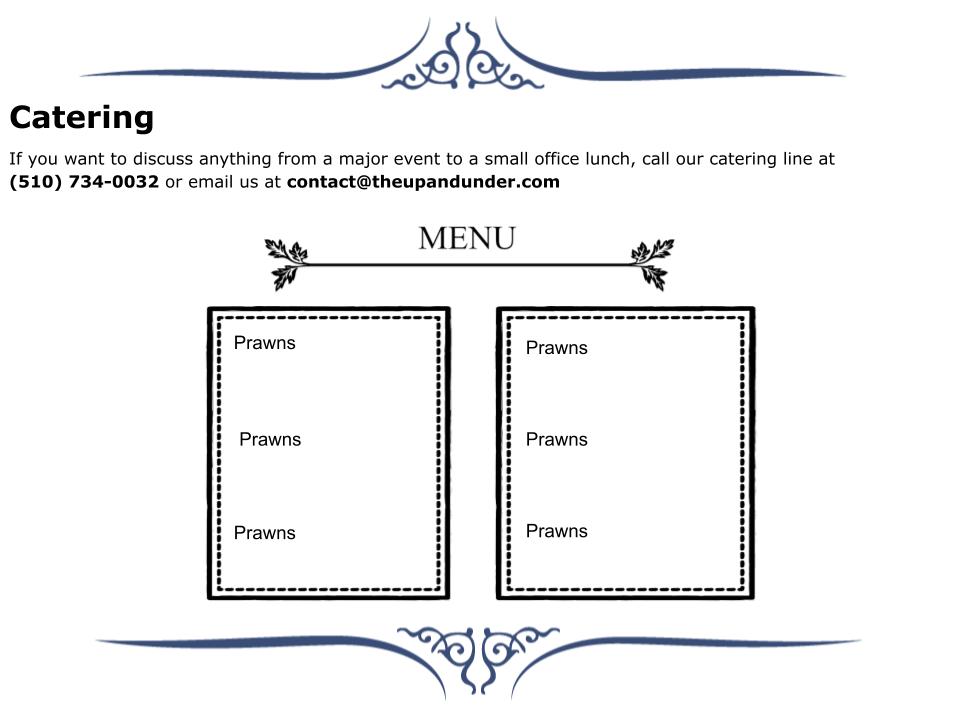 Catering
If you want to discuss anything from a major event to a small office lunch, call our catering line at
(510) 734-0032 or email us at contact@theupandunder.com
MENU
Prawns
Prawns
Prawns
Prawns
Prawns
Prawns